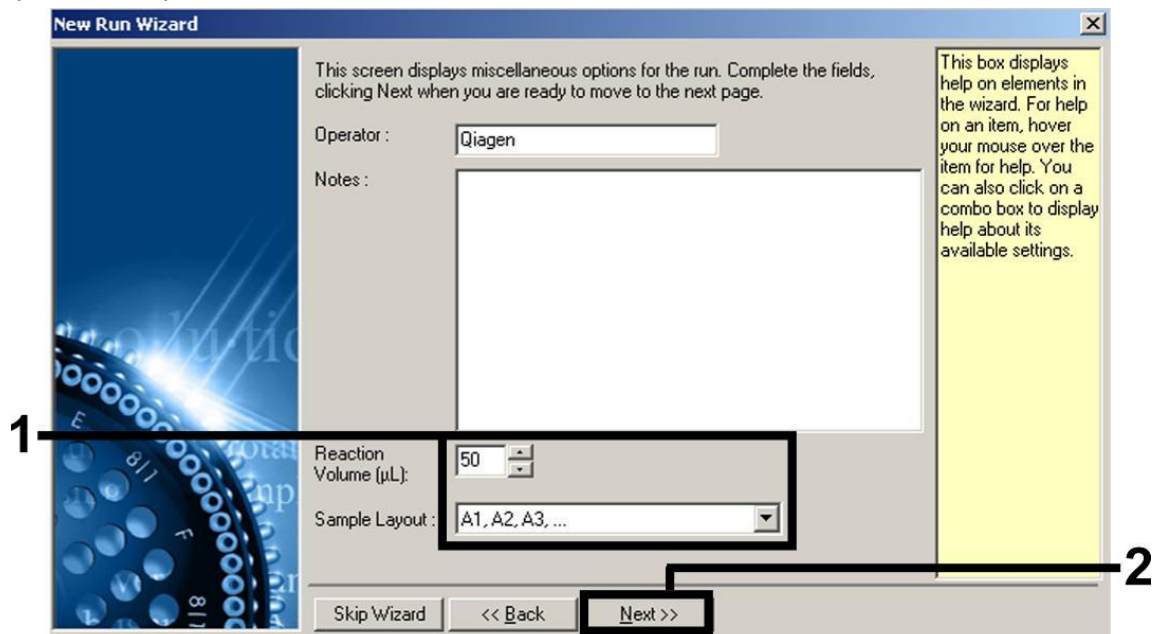 New Run Wizard
This screen displays miscellaneous options for the run. Complete the fields,
clicking Next when you are ready to move to the next page.
Operator :
Qiagen
Notes :
Reaction
Volume (µL):
50
Sample Layout :
A1, A2, A3, ...
Skip Wizard
<< Back
Next >>
This box displays
help on elements in
the wizard. For help
on an item, hover
your mouse over the
item for help. You
can also click on a
combo box to display
help about its
available settings.
1
2
E
8|1
F
8|1